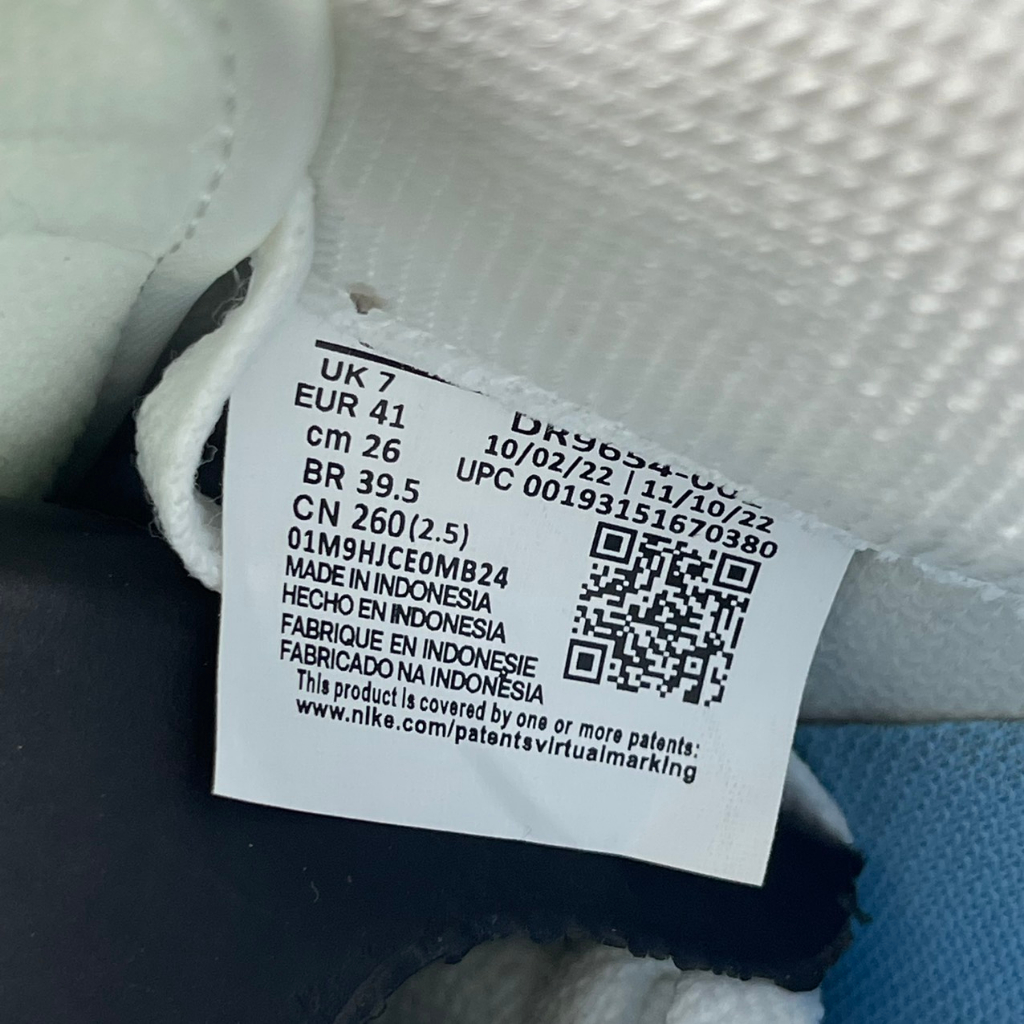 UK 7
EUR 41
cm 26
BR 39.5
CN 260(2.5)
01M9HJCE0MB24
MADE IN INDONESIA
HECHO EN INDONESIA
FABRIQUE EN INDONESIE
FABRICADO NA INDONÉSIA
This product is covered by one or more patents:
www.nike.com/patentsvirtualmarking
10/02/22 | 11/10/22
UPC 00193151670380